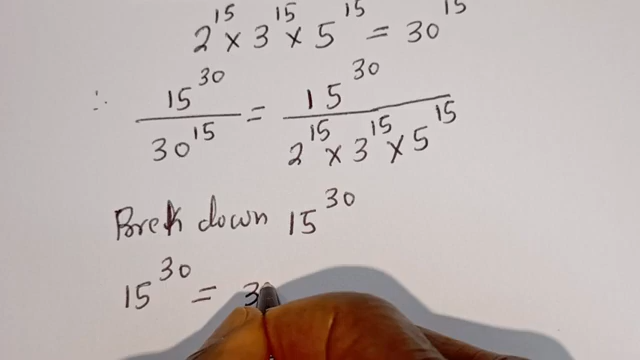 2^15 × 3^15 × 5^15 = 30^15
∴ 15^30 / 30^15 = 15^30 / 2^15 × 3^15 × 5^15
Brek down 15^30
15^30 = 3